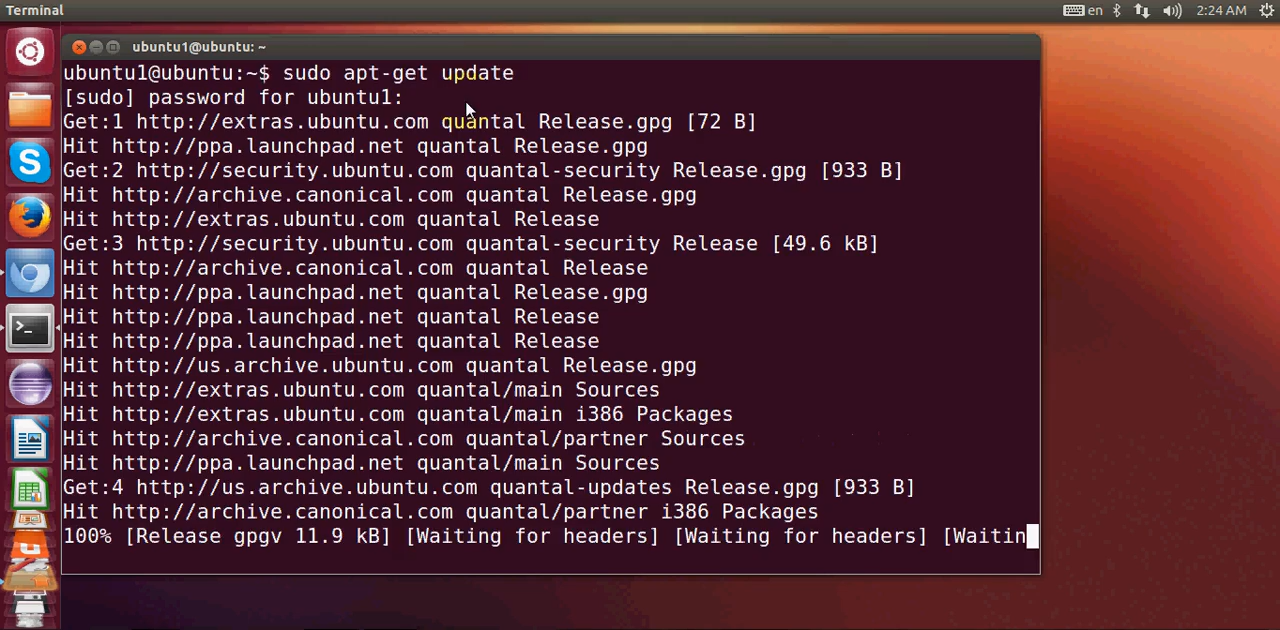 Terminal
en
2:24 AM
ubuntu1@ubuntu: ~
ubuntu1@ubuntu:~$ sudo apt-get update
[sudo] password for ubuntu1:
Get:1 http://extras.ubuntu.com quantal Release.gpg [72 B]
Hit http://ppa.launchpad.net quantal Release.gpg
Get:2 http://security.ubuntu.com quantal-security Release.gpg [933 B]
Hit http://archive.canonical.com quantal Release.gpg
Hit http://extras.ubuntu.com quantal Release
Get:3 http://security.ubuntu.com quantal-security Release [49.6 kB]
Hit http://archive.canonical.com quantal Release
Hit http://ppa.launchpad.net quantal Release.gpg
Hit http://ppa.launchpad.net quantal Release
Hit http://ppa.launchpad.net quantal Release
Hit http://us.archive.ubuntu.com quantal Release.gpg
Hit http://extras.ubuntu.com quantal/main Sources
Hit http://extras.ubuntu.com quantal/main i386 Packages
Hit http://archive.canonical.com quantal/partner Sources
Hit http://ppa.launchpad.net quantal/main Sources
Get:4 http://us.archive.ubuntu.com quantal-updates Release.gpg [933 B]
Hit http://archive.canonical.com quantal/partner i386 Packages
100% [Release gpgv 11.9 kB] [Waiting for headers] [Waiting for headers] [Waitin